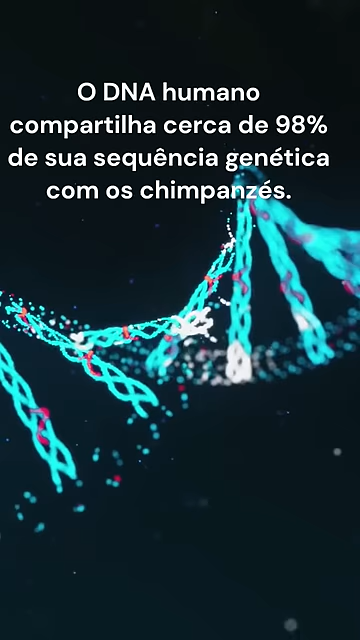 O DNA humano
compartilha cerca de 98%
de sua sequência genética
com os chimpanzés.